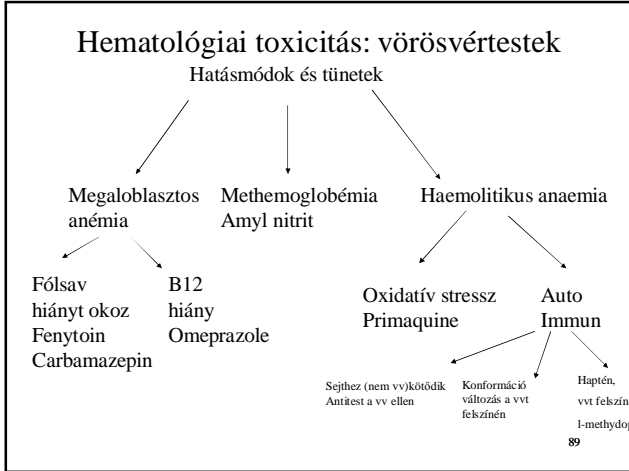 Hematológiai toxicitás: vörösvértestek
Hatásmódok és tünetek
Megaloblasztos
anémia
Methemoglobémia
Amyl nitrit
Haemolitikus anaemia
Fólsav
hiányt okoz
Fenytoin
Carbamazepin
B12
hiány
Omeprazole
Oxidatív stressz
Primaquine
Auto
Immun
Sejthez (nem vv)kötődik
Antitest a vv ellen
Konformáció
változás a vvt
felszínén
Haptén,
vvt felszín
l-methydop
89